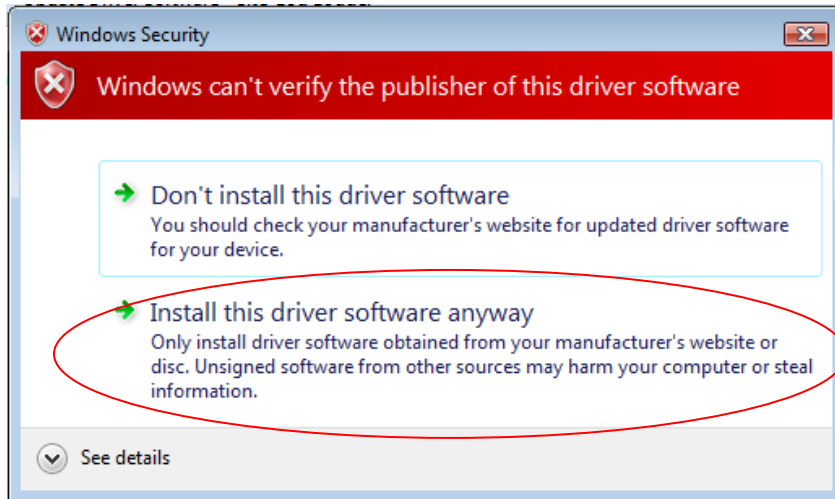 Windows Security
Windows can't verify the publisher of this driver software
Don't install this driver software
You should check your manufacturer's website for updated driver software
for your device.
Install this driver software anyway
Only install driver software obtained from your manufacturer's website or
disc. Unsigned software from other sources may harm your computer or steal
information.
See details